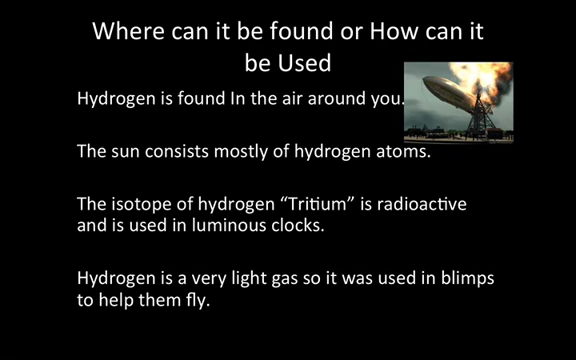 Where can it be found or How can it
be Used
Hydrogen is found In the air around you.
The sun consists mostly of hydrogen atoms.
The isotope of hydrogen “Tritium” is radioactive
and is used in luminous clocks.
Hydrogen is a very light gas so it was used in blimps
to help them fly.